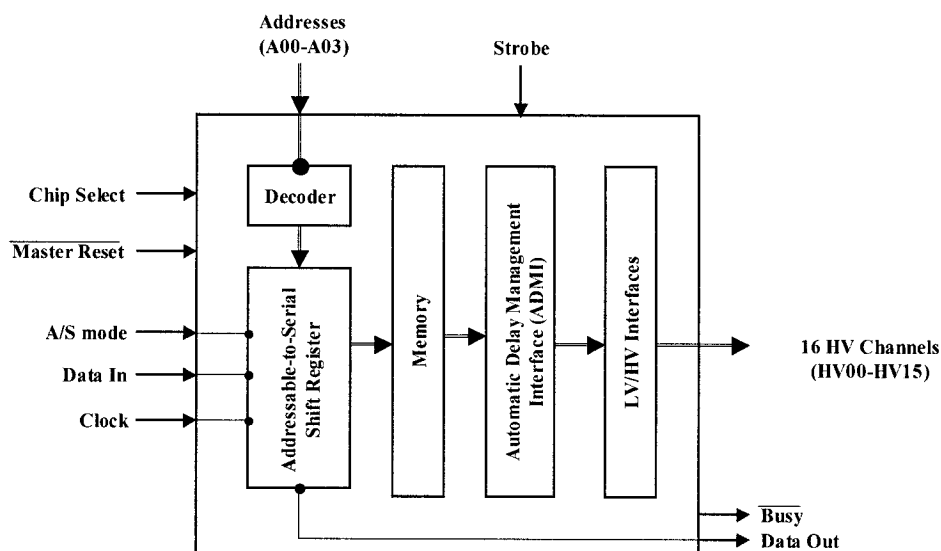 Addresses
(A00-A03)
Strobe
Chip Select
Decoder
Master Reset
A/S mode
Data In
Clock
Addressable-to-Serial
Shift Register
Memory
Automatic Delay Management
Interface (ADMI)
LV/HV Interfaces
16 HV Channels
(HV00-HV15)
Busy
Data Out